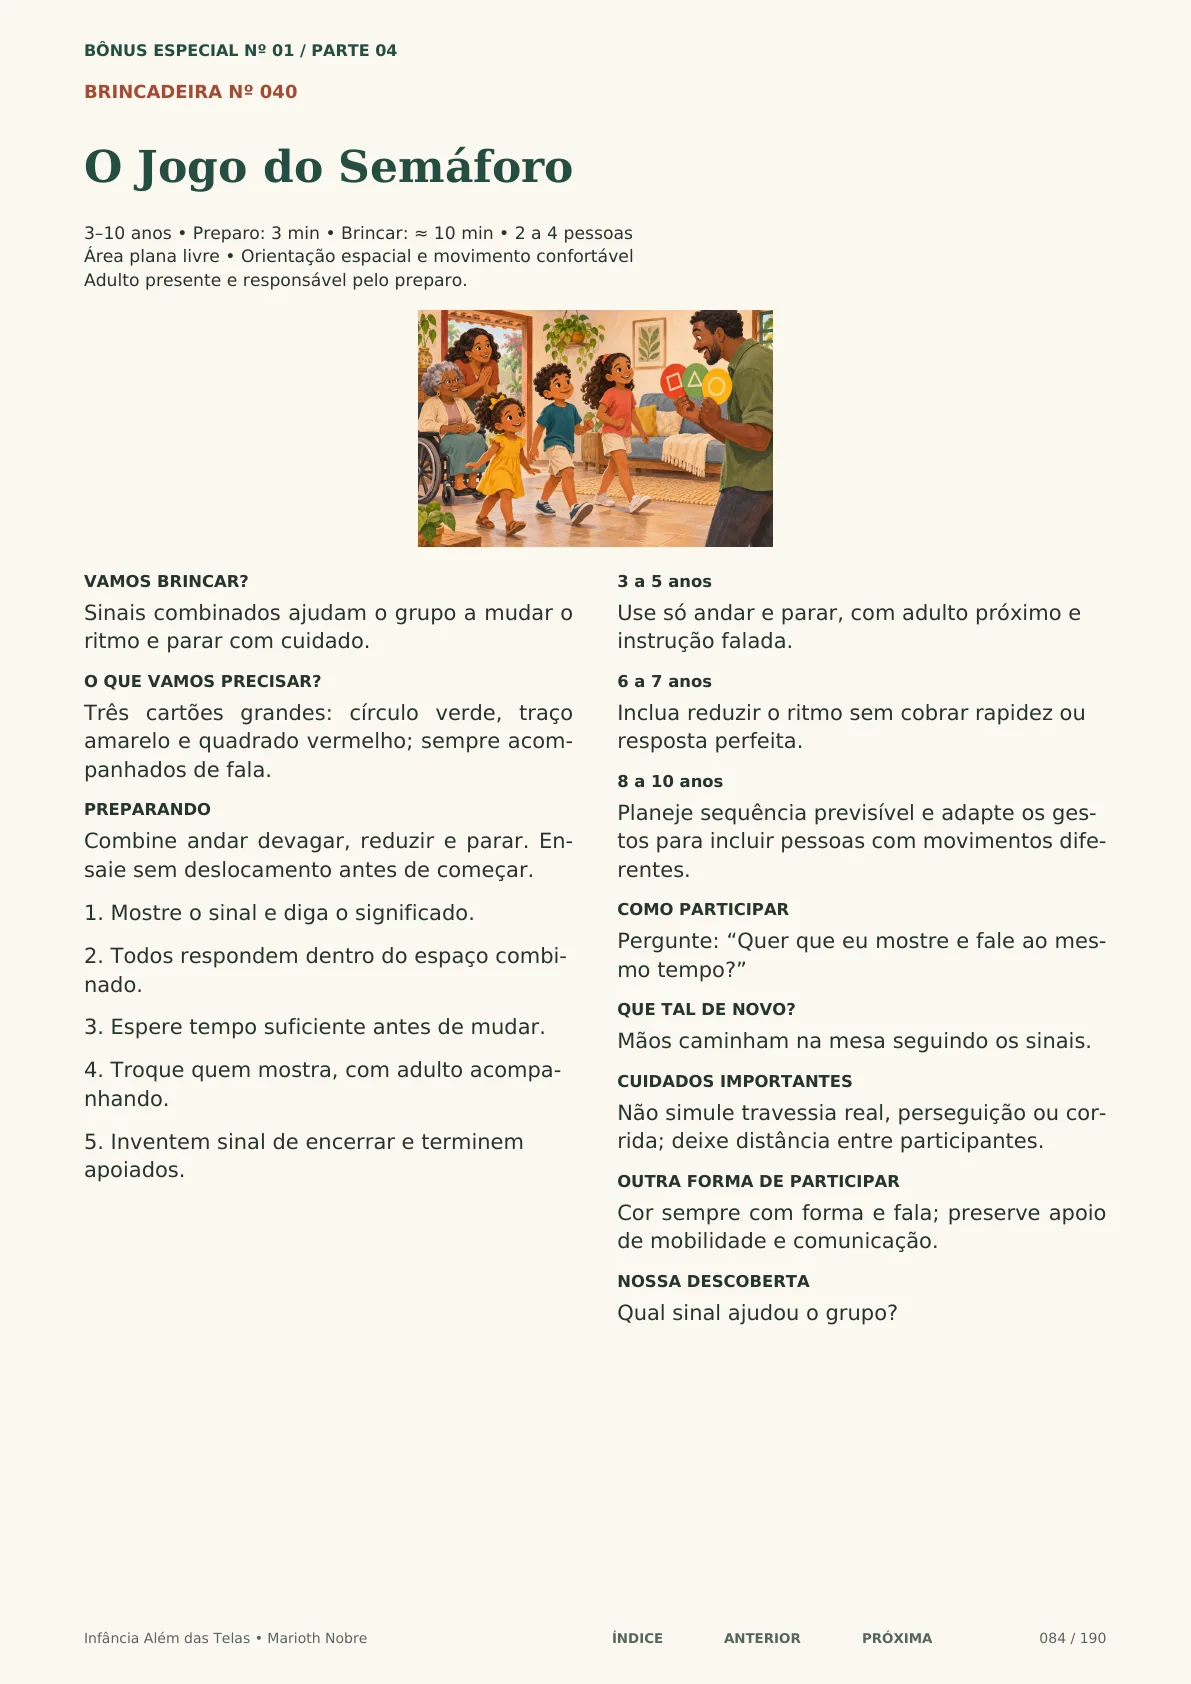 BÔNUS ESPECIAL Nº 01 / PARTE 04
BRINCADEIRA Nº 040
O Jogo do Semáforo
3–10 anos • Preparo: 3 min • Brincar: ≈ 10 min • 2 a 4 pessoas
Área plana livre • Orientação espacial e movimento confortável
Adulto presente e responsável pelo preparo.
VAMOS BRINCAR?
Sinais combinados ajudam o grupo a mudar o
ritmo e parar com cuidado.
O QUE VAMOS PRECISAR?
Três cartões grandes: círculo verde, traço
amarelo e quadrado vermelho; sempre acom-
panhados de fala.
PREPARANDO
Combine andar devagar, reduzir e parar. En-
saie sem deslocamento antes de começar.
1. Mostre o sinal e diga o significado.
2. Todos respondem dentro do espaço combi-
nado.
3. Espere tempo suficiente antes de mudar.
4. Troque quem mostra, com adulto acompa-
nhando.
5. Inventem sinal de encerrar e terminem
apoiados.
3 a 5 anos
Use só andar e parar, com adulto próximo e
instrução falada.
6 a 7 anos
Inclua reduzir o ritmo sem cobrar rapidez ou
resposta perfeita.
8 a 10 anos
Planeje sequência previsível e adapte os ges-
tos para incluir pessoas com movimentos dife-
rentes.
COMO PARTICIPAR
Pergunte: “Quer que eu mostre e fale ao mes-
mo tempo?”
QUE TAL DE NOVO?
Mãos caminham na mesa seguindo os sinais.
CUIDADOS IMPORTANTES
Não simule travessia real, perseguição ou cor-
rida; deixe distância entre participantes.
OUTRA FORMA DE PARTICIPAR
Cor sempre com forma e fala; preserve apoio
de mobilidade e comunicação.
NOSSA DESCOBERTA
Qual sinal ajudou o grupo?
Infância Além das Telas • Marioth Nobre
ÍNDICE
ANTERIOR
PRÓXIMA
084 / 190